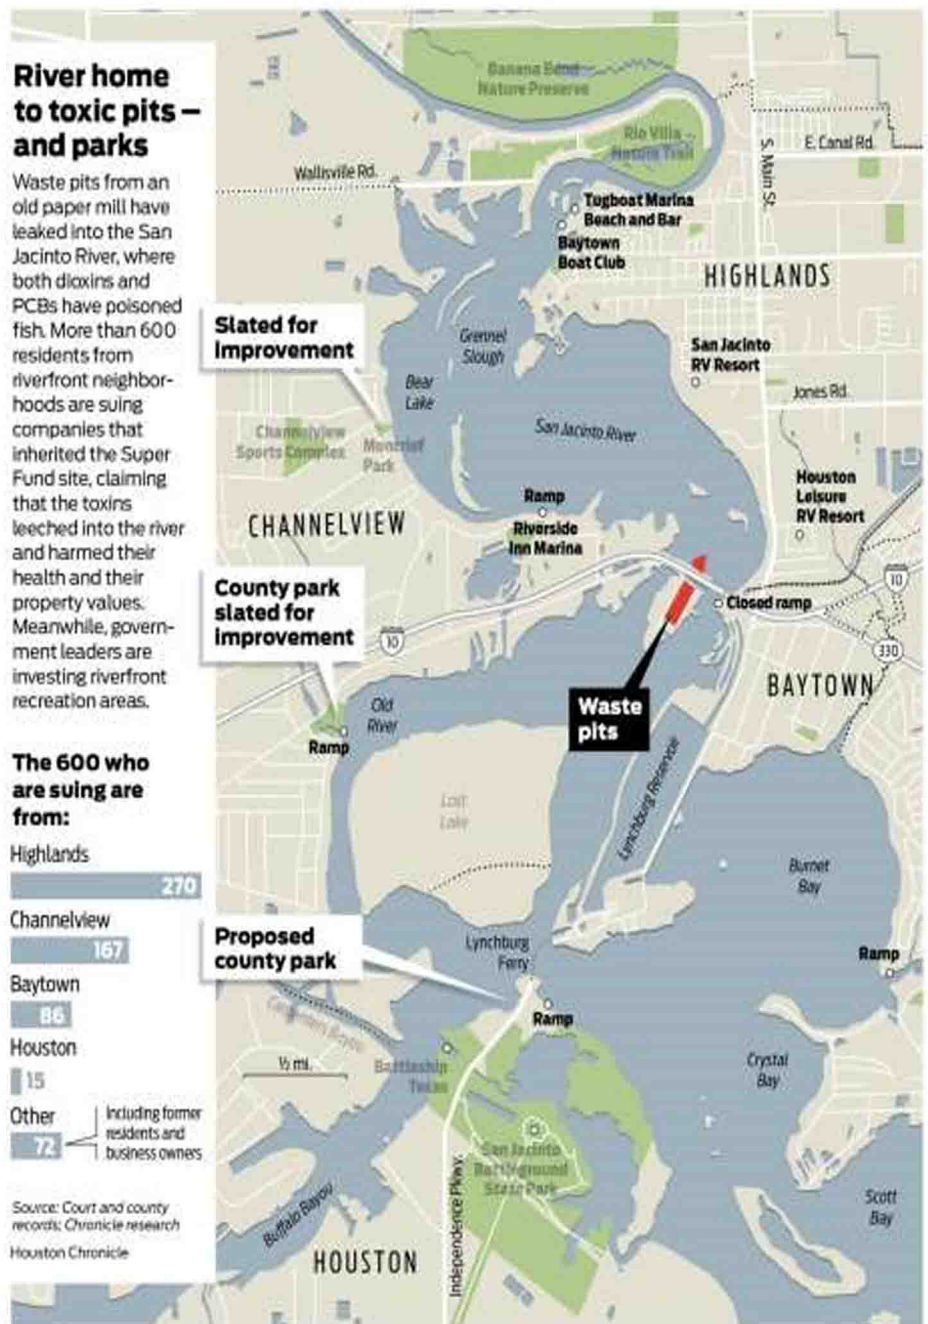 River home
to toxic pits –
and parks
Waste pits from an
old paper mill have
leaked into the San
Jacinto River, where
both dioxins and
PCBs have poisoned
fish. More than 600
residents from
riverfront neighbor-
hoods are suing
companies that
inherited the Super
Fund site, claiming
that the toxins
leeched into the river
and harmed their
health and their
property values.
Meanwhile, govern-
ment leaders are
investing riverfront
recreation areas.
The 600 who
are suing are
from:
Highlands
270
Channelview
167
Baytown
86
Houston
15
Other
72
Including former
residents and
business owners
Source: Court and county
records; Chronicle research
Houston Chronicle
Banana Bend
Nature Preserve
Rio Villa
Nature Trail
Wallisville Rd.
S. Main St.
E. Canal Rd.
Tugboat Marina
Beach and Bar
Baytown
Boat Club
HIGHLANDS
Slated for
improvement
Grennel
Slough
Bear
Lake
San Jacinto
RV Resort
Jones Rd.
San Jacinto River
Channelview
Sports Complex
Moncrief
Park
CHANNELVIEW
Ramp
Riverside
Inn Marina
Houston
Leisure
RV Resort
County park
slated for
improvement
10
Closed ramp
10
330
BAYTOWN
Waste
pits
Old
River
Ramp
Lost
Lake
Lynchburg Reservoe
Burnet
Bay
Proposed
county park
Lynchburg
Ferry
Ramp
Ramp
Carpenters Bayou
½ mi.
Battleship
Texas
Crystal
Bay
San Jacinto
Battleground
State Park
Scott
Bay
Buffalo Bayou
Independence Pkwy.
HOUSTON